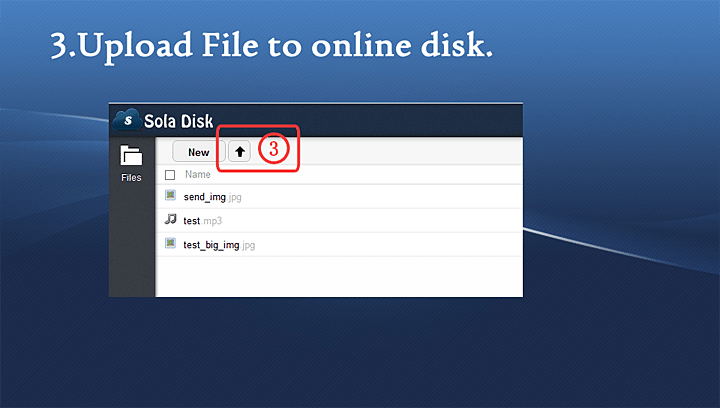 3.Upload File to online disk.
S Sola Disk
New 3
Files
Name
send_img.jpg
test.mp3
test_big_img.jpg